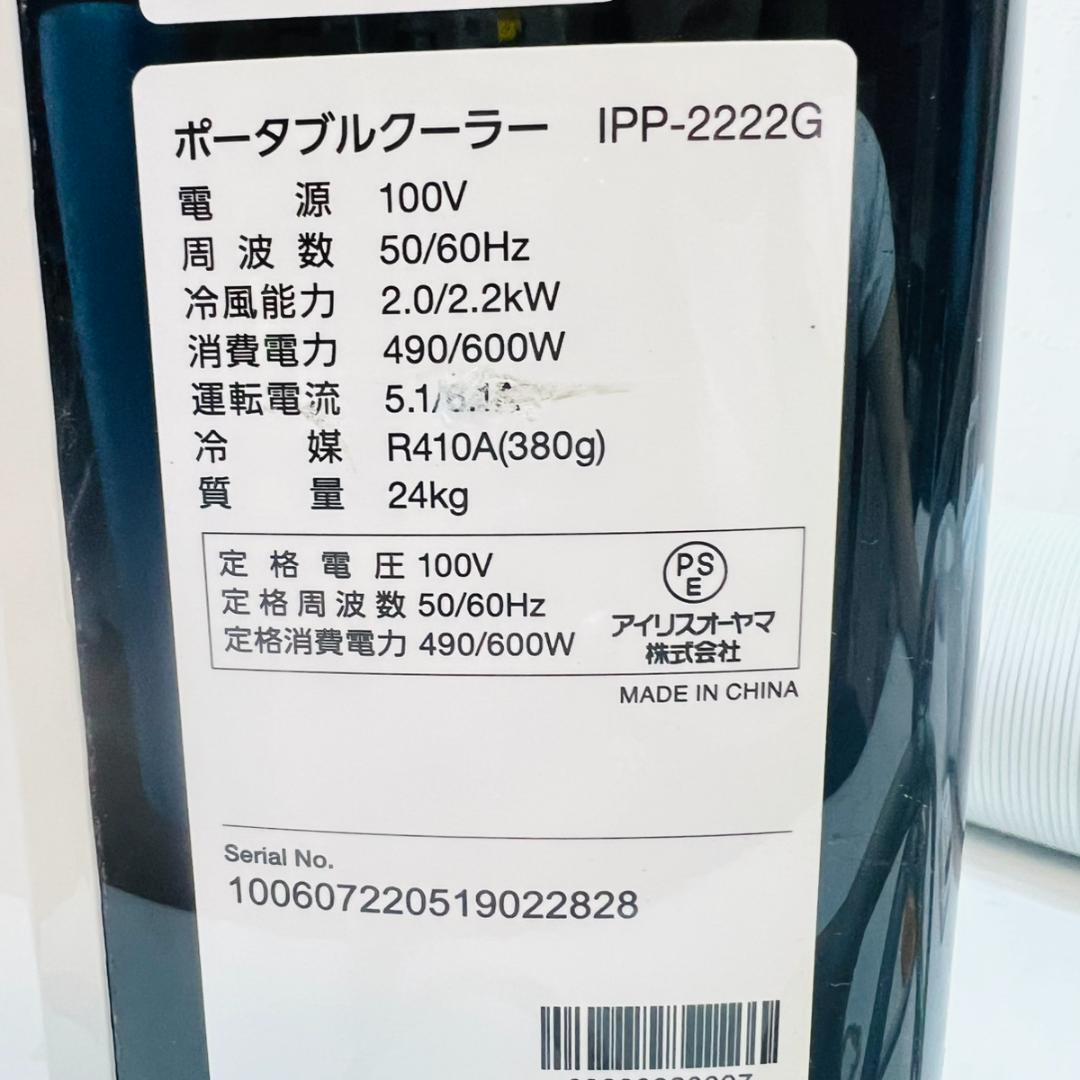 ポータブルクーラー IPP-2222G
電源 100V
周波数 50/60Hz
冷風能力 2.0/2.2kW
消費電力 490/600W
運転電流 5.1/
冷媒 R410A(380g)
質量 24kg
定格電圧 100V
定格周波数 50/60Hz
定格消費電力 490/600W
PS
E
アイリスオーヤマ
株式会社
MADE IN CHINA
Serial No.
100607220519022828